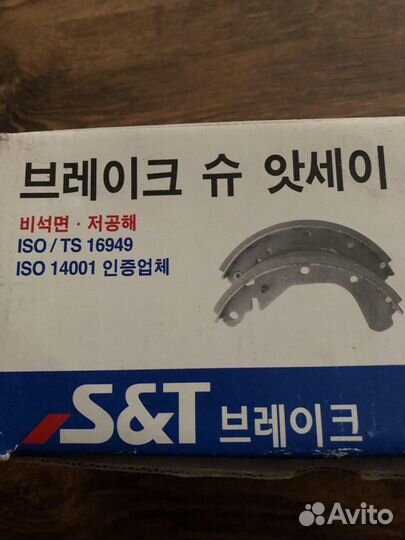 브레이크 슈 앗세이
비석면 · 저공해
ISO / TS 16949
ISO 14001 인증업체
S&T 브레이크
Avito